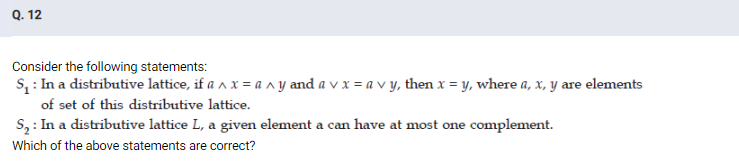 Q. 12
Consider the following statements:
S₁ : In a distributive lattice, if a ∧ x = a ∧ y and a ∨ x = a ∨ y, then x = y, where a, x, y are elements
of set of this distributive lattice.
S₂ : In a distributive lattice L, a given element a can have at most one complement.
Which of the above statements are correct?